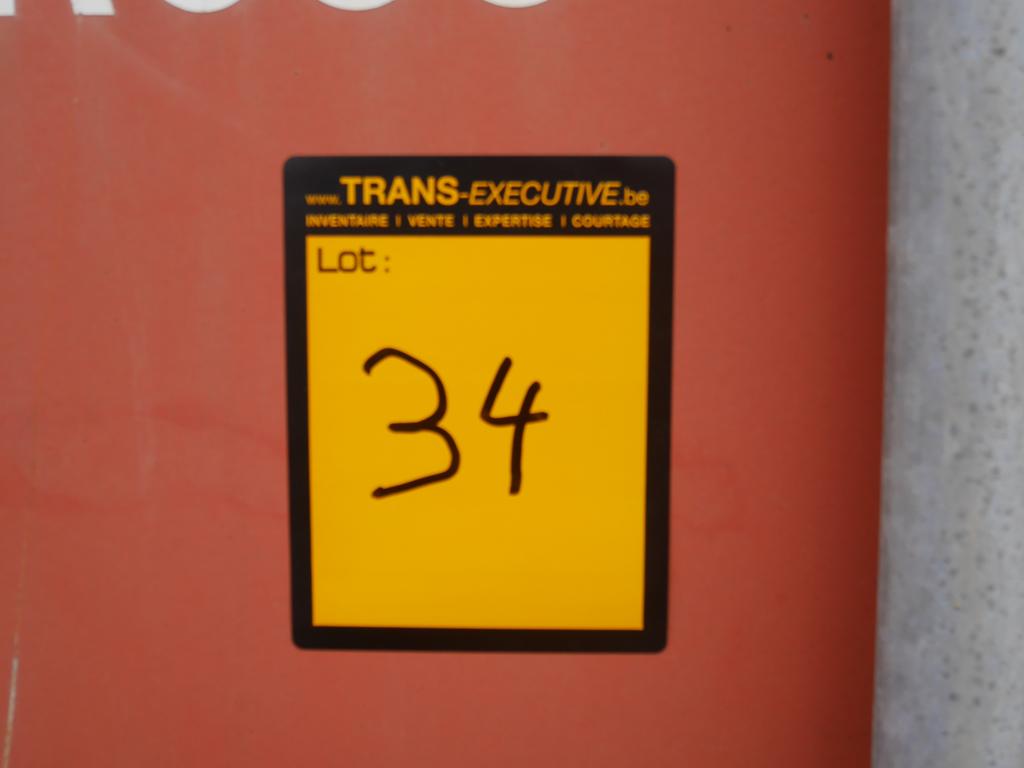 www.TRANS-EXECUTIVE.be
INVENTAIRE I VENTE I EXPERTISE I COURTAGE
Lot:
34